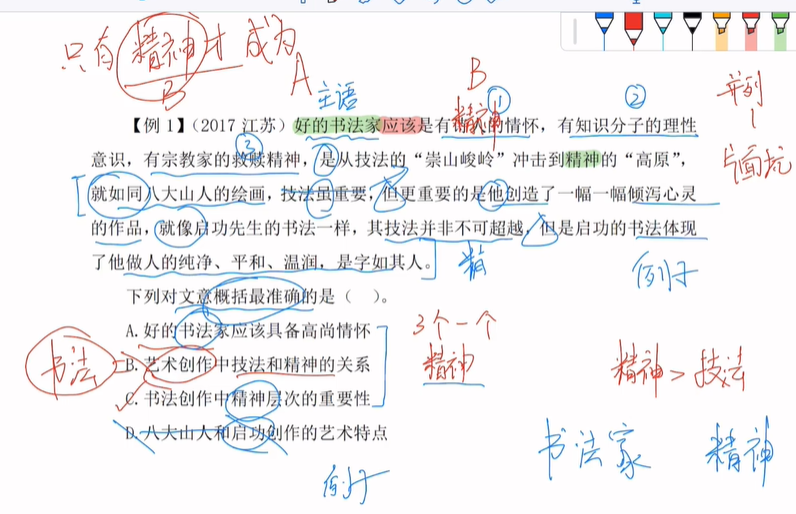 只有精神才成为
B
A
主语
B
精神
①
②
并列
片面坑
【例 1】（2017 江苏）好的书法家应该是有诗人的情怀，有知识分子的理性
③
意识，有宗教家的救赎精神，是从技法的“崇山峻岭”冲击到精神的“高原”，
就如同八大山人的绘画，技法虽重要，但更重要的是他创造了一幅一幅倾泻心灵
的作品，就像启功先生的书法一样，其技法并非不可超越，但是启功的书法体现
了他做人的纯净、平和、温润，是字如其人。
例子
下列对文意概括最准确的是（ ）。
A. 好的书法家应该具备高尚情怀
3个一个
书法
B. 艺术创作中技法和精神的关系
精神
精神＞技法
C. 书法创作中精神层次的重要性
D. 八大山人和启功创作的艺术特点
书法家 精神
例子